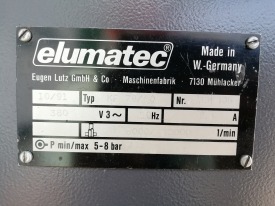 elumatec
Made in
W.-Germany
Eugen Lutz GmbH & Co · Maschinenfabrik · 7130 Mühlacker
Typ Nr.
V 3~ Hz A
l/min
P min/max 5-8 bar